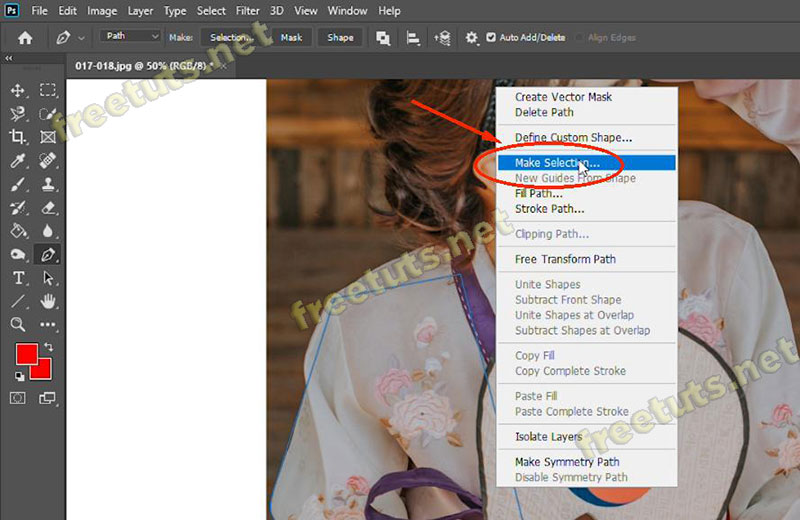 Ps File Edit Image Layer Type Select Filter 3D View Window Help
Path Make: Selection... Mask Shape Auto Add/Delete Align Edges
017-018.jpg @ 50% (RGB/8) * ×
freetuts.net
Create Vector Mask
Delete Path
Define Custom Shape...
Make Selection...
New Guides From Shape
Fill Path...
Stroke Path...
Clipping Path...
freetuts.net
Free Transform Path
Unite Shapes
Subtract Front Shape
Unite Shapes at Overlap
Subtract Shapes at Overlap
Copy Fill
Copy Complete Stroke
Paste Fill
Paste Complete Stroke
freetuts.net
Isolate Layers
Make Symmetry Path
Disable Symmetry Path